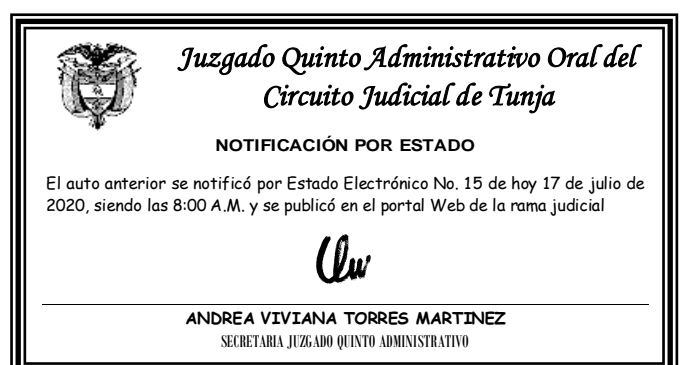 Juzgado Quinto Administrativo Oral del
Circuito Judicial de Tunja
NOTIFICACIÓN POR ESTADO
El auto anterior se notificó por Estado Electrónico No. 15 de hoy 17 de julio de
2020, siendo las 8:00 A.M. y se publicó en el portal Web de la rama judicial
ANDREA VIVIANA TORRES MARTINEZ
SECRETARIA JUZGADO QUINTO ADMINISTRATIVO